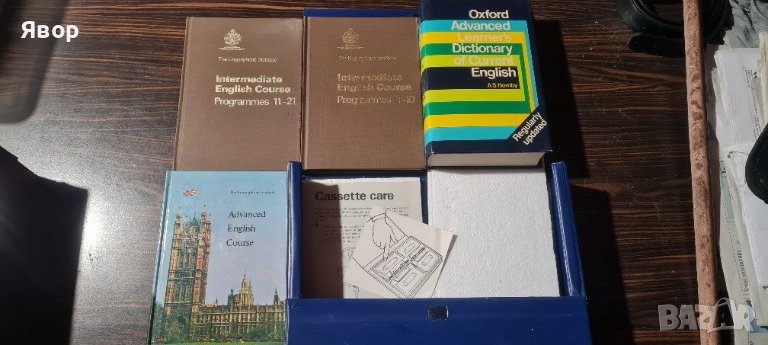 Явор
The Linguaphone Institute
Intermediate
English Course
Programmes 11-21
The Linguaphone Institute
Intermediate
English Course
Programmes 1-10
Oxford
Advanced
Learner's
Dictionary
of Current
English
A S Hornby
Regularly
updated
Advanced
English
Course
Cassette care
BAZAR